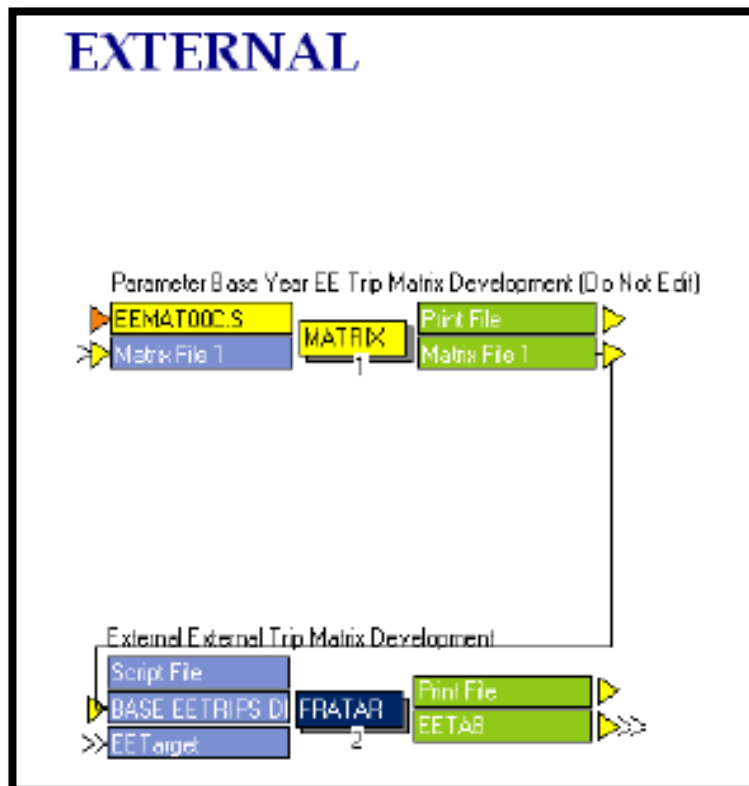 EXTERNAL
Parameter Base Year EE Trip Matrix Development (Do Not Edit)
EEMAT00C.S MATRIX Print File
Matrix File 1 1 Matrix File 1
External External Trip Matrix Development
Script File
BASE EETRIPS DI FRATAR Print File
EETarget 2 EETAB